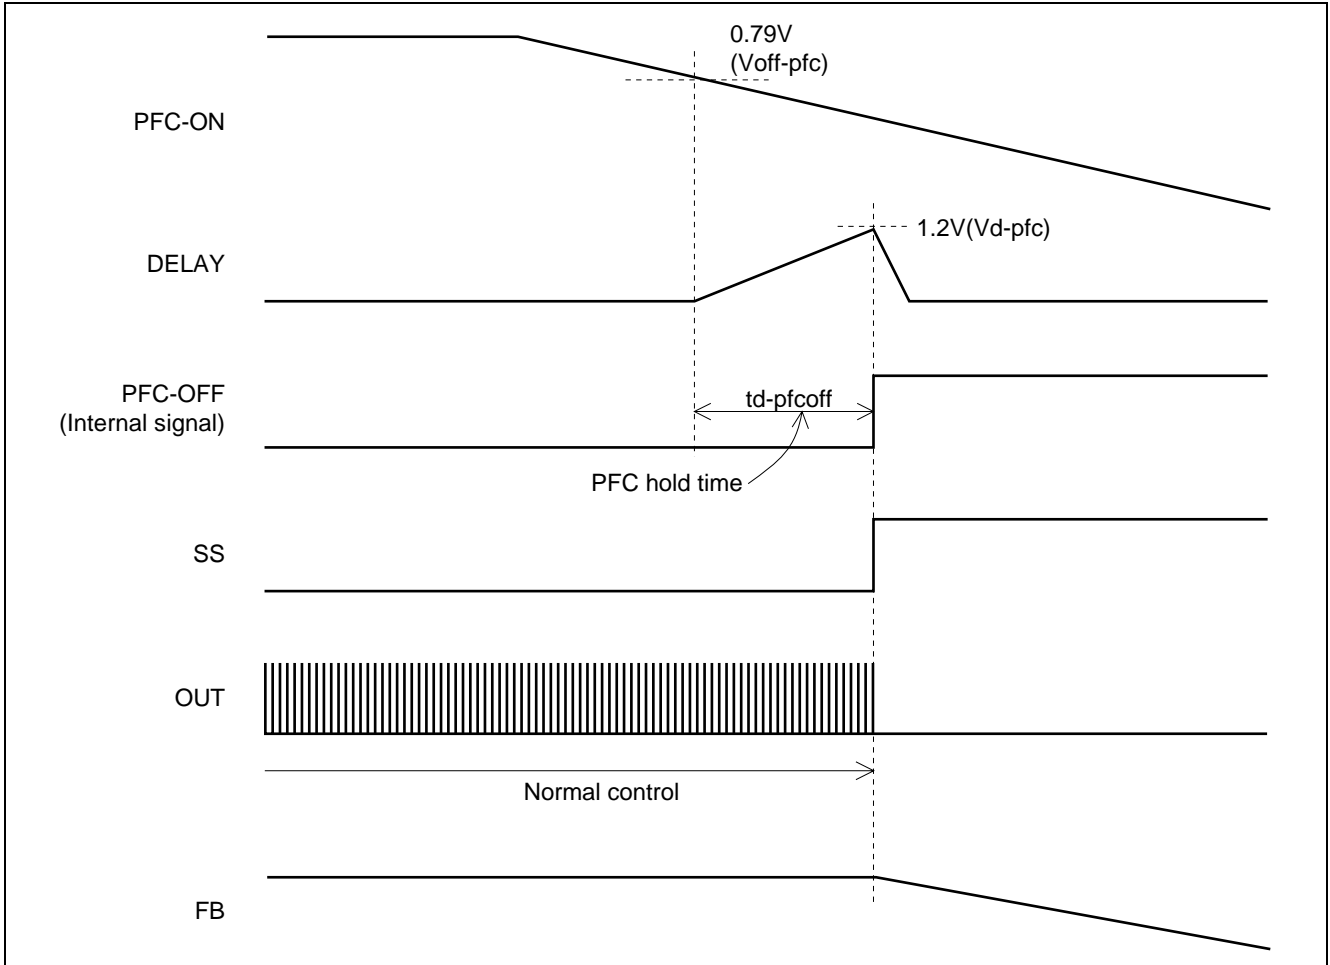 0.79V
(Voff-pfc)
PFC-ON
1.2V(Vd-pfc)
DELAY
PFC-OFF
(Internal signal)
td-pfcoff
PFC hold time
SS
OUT
Normal control
FB